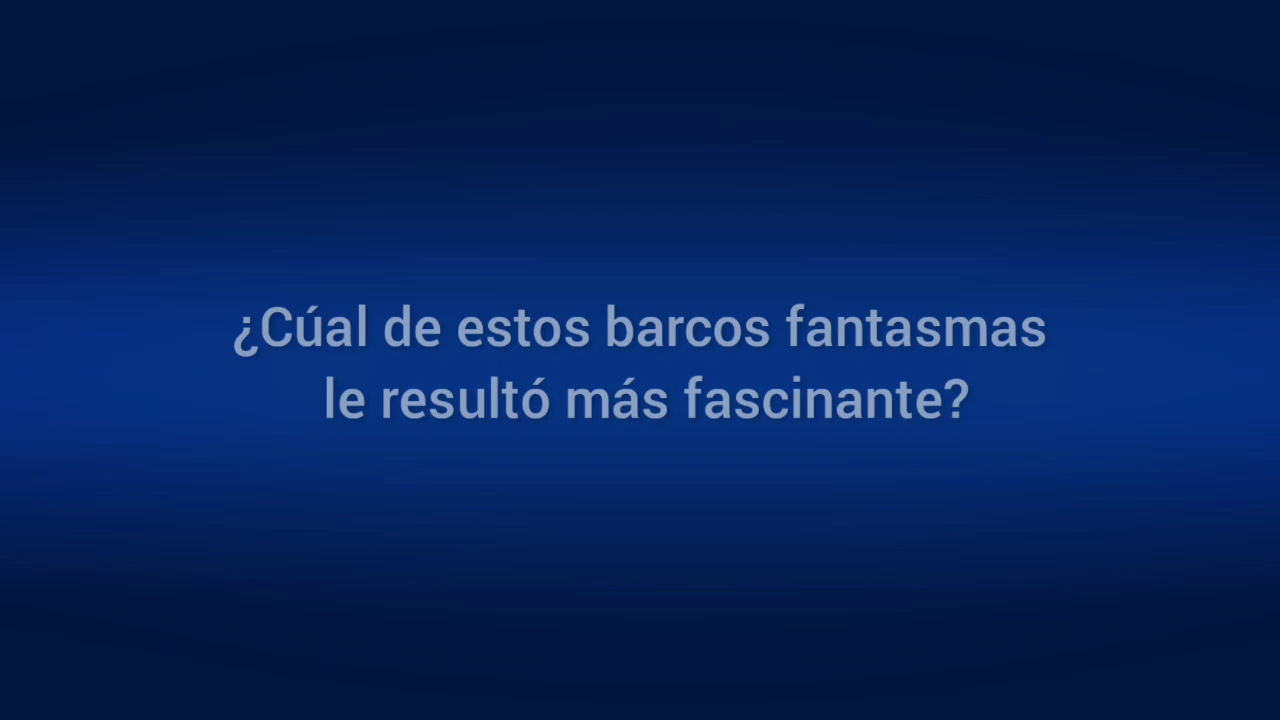 ¿Cúal de estos barcos fantasmas
le resultó más fascinante?